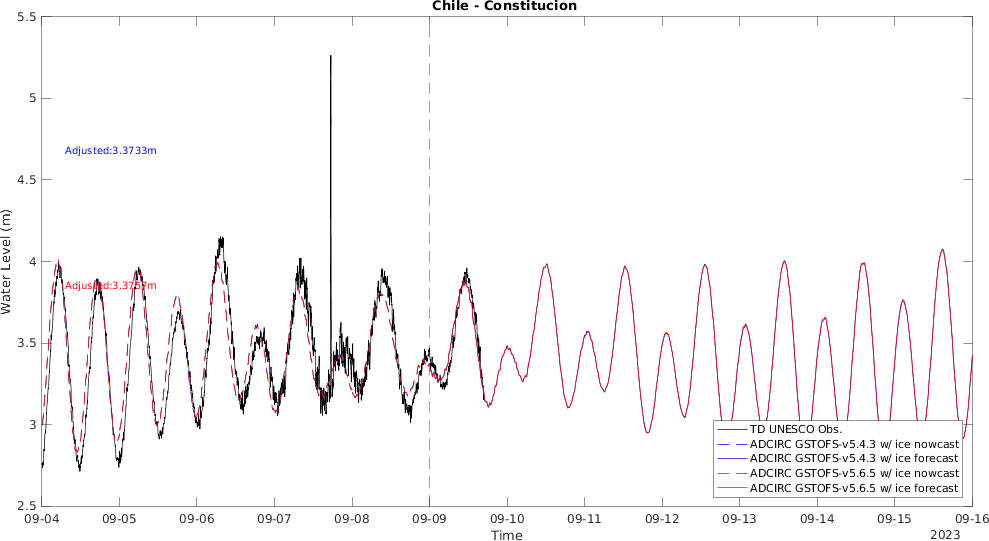 Chile - Constitucion
5.5
5
4.5
4
3.5
3
2.5
Water Level (m)
Adjusted:3.3733m
Adjusted:3.3757m
TD UNESCO Obs.
ADCIRC GSTOFS-v5.4.3 w/ ice nowcast
ADCIRC GSTOFS-v5.4.3 w/ ice forecast
ADCIRC GSTOFS-v5.6.5 w/ ice nowcast
ADCIRC GSTOFS-v5.6.5 w/ ice forecast
09-04 09-05 09-06 09-07 09-08 09-09 09-10 09-11 09-12 09-13 09-14 09-15 09-16
Time
2023